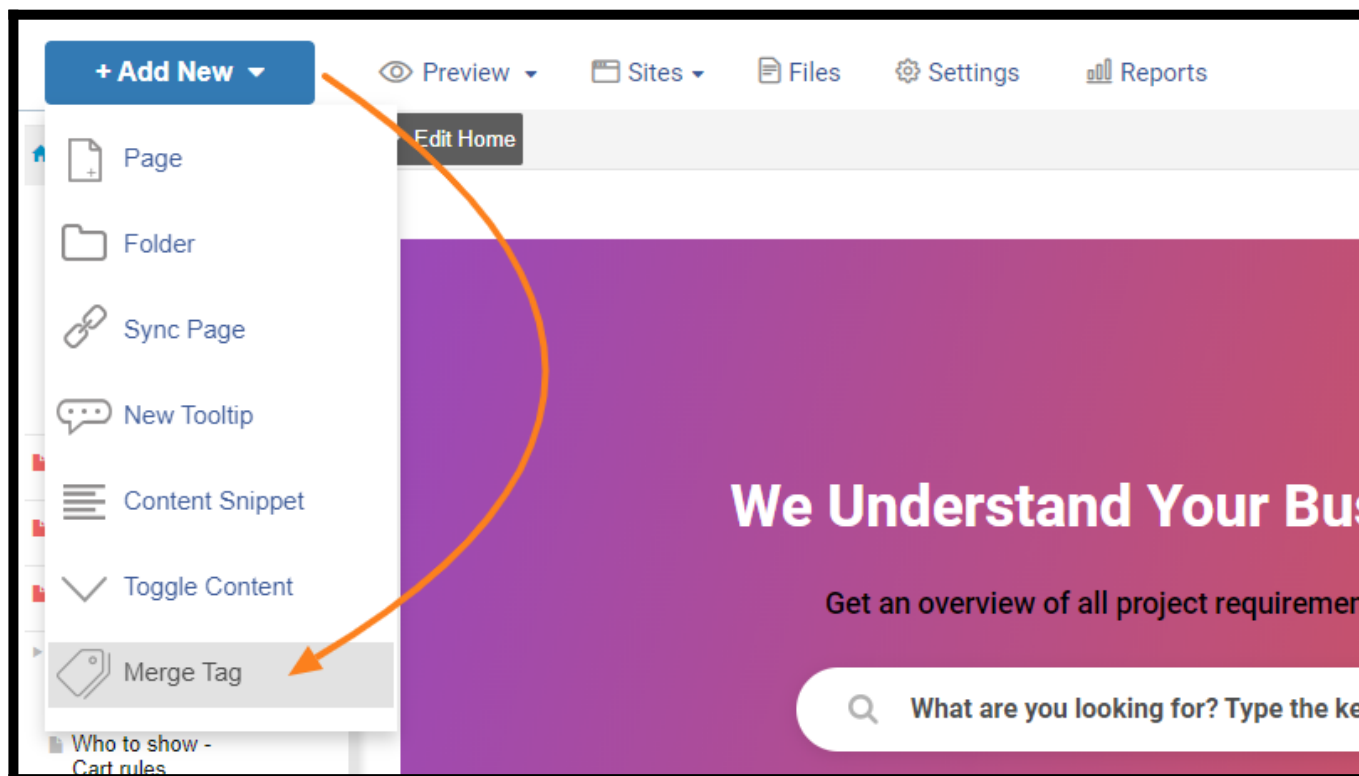 + Add New
Preview
Sites
Files
Settings
Reports
Edit Home
Page
Folder
Sync Page
New Tooltip
Content Snippet
Toggle Content
Merge Tag
Who to show -
Cart rules
We Understand Your Bus
Get an overview of all project requiremen
What are you looking for? Type the ke